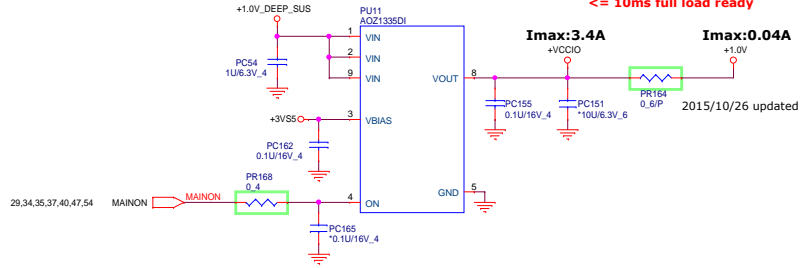 <= 10ms full load ready
+1.0V_DEEP_SUS
PU11
AOZ1335DI
Imax:3.4A
Imax:0.04A
+VCCIO
+1.0V
1
VIN
2
VIN
9
VIN
PC54
1U/6.3V_4
VOUT
8
PC155
0.1U/16V_4
PC151
*10U/6.3V_6
PR164
0_6/P
2015/10/26 updated
+3VS5
3
VBIAS
PC162
0.1U/16V_4
PR168
0_4
29,34,35,37,40,47,54
MAINON
MAINON
4
ON
GND
5
PC165
*0.1U/16V_4